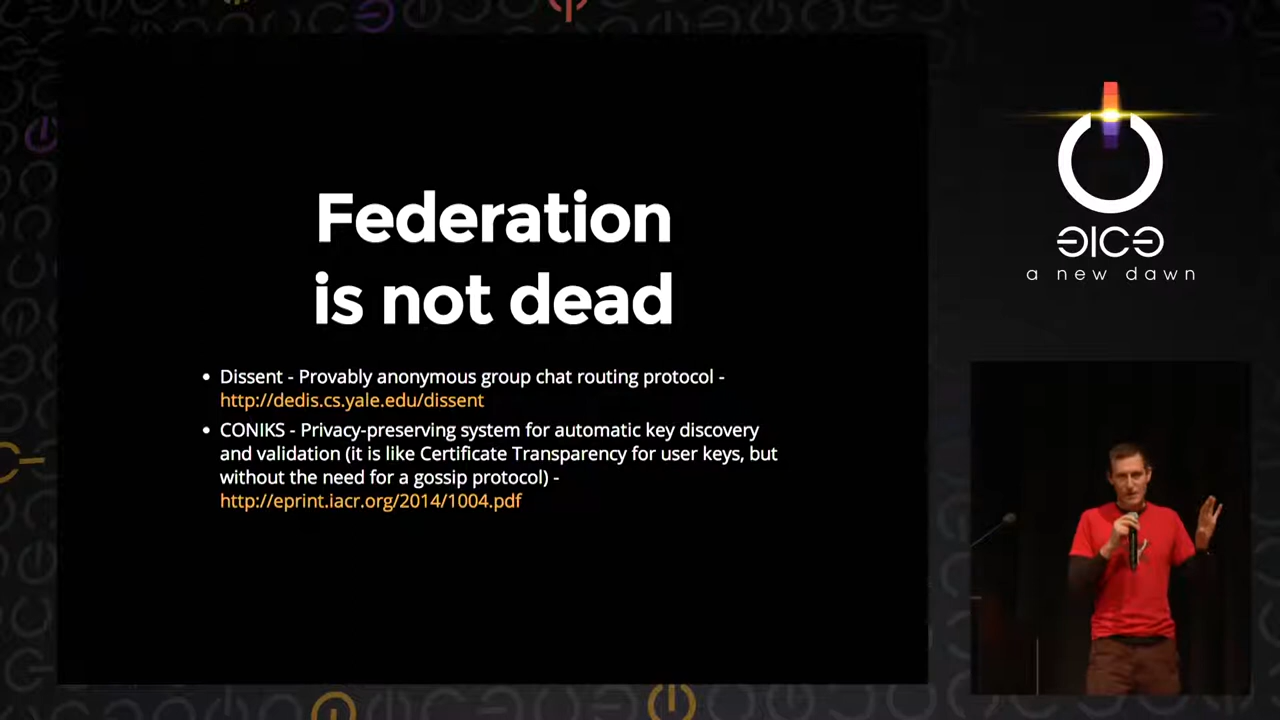 Federation
is not dead
• Dissent - Provably anonymous group chat routing protocol -
http://dedis.cs.yale.edu/dissent
• CONIKS - Privacy-preserving system for automatic key discovery
and validation (it is like Certificate Transparency for user keys, but
without the need for a gossip protocol) -
http://eprint.iacr.org/2014/1004.pdf
31C3
a new dawn